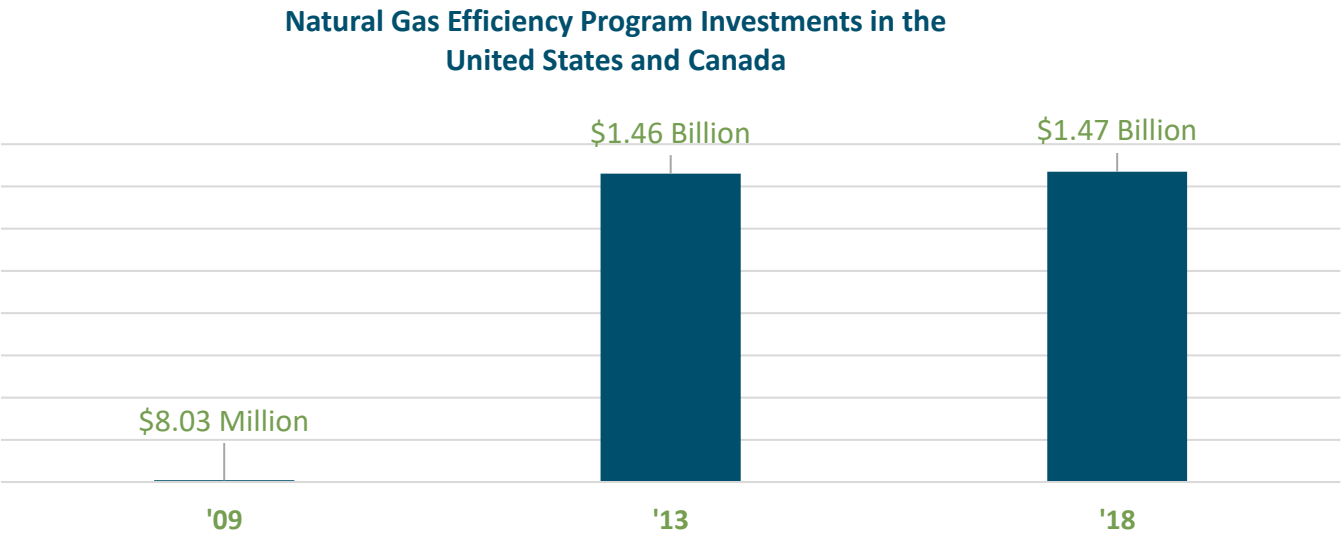 Natural Gas Efficiency Program Investments in the
United States and Canada
$1.46 Billion
$1.47 Billion
$8.03 Million
'09
'13
'18